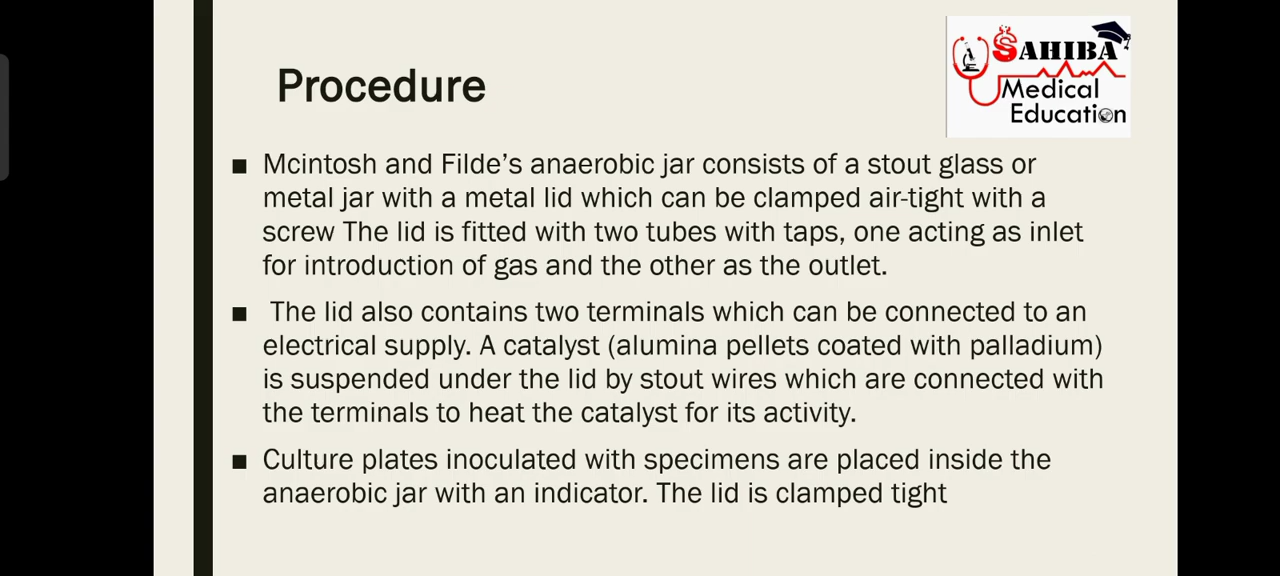 SAHIBA
Medical
Education
Procedure
■ Mcintosh and Filde's anaerobic jar consists of a stout glass or
metal jar with a metal lid which can be clamped air-tight with a
screw The lid is fitted with two tubes with taps, one acting as inlet
for introduction of gas and the other as the outlet.
■ The lid also contains two terminals which can be connected to an
electrical supply. A catalyst (alumina pellets coated with palladium)
is suspended under the lid by stout wires which are connected with
the terminals to heat the catalyst for its activity.
■ Culture plates inoculated with specimens are placed inside the
anaerobic jar with an indicator. The lid is clamped tight